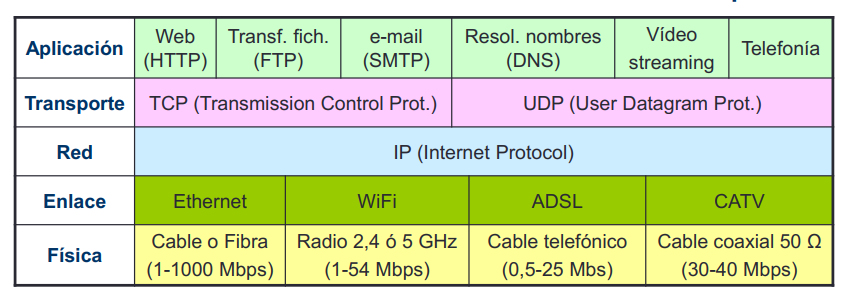 Aplicación
Web
(HTTP)
Transf. fich.
(FTP)
e-mail
(SMTP)
Resol. nombres
(DNS)
Vídeo
streaming
Telefonía
Transporte
TCP (Transmission Control Prot.)
UDP (User Datagram Prot.)
Red
IP (Internet Protocol)
Enlace
Ethernet
WiFi
ADSL
CATV
Física
Cable o Fibra
(1-1000 Mbps)
Radio 2,4 ó 5 GHz
(1-54 Mbps)
Cable telefónico
(0,5-25 Mbs)
Cable coaxial 50 Ω
(30-40 Mbps)